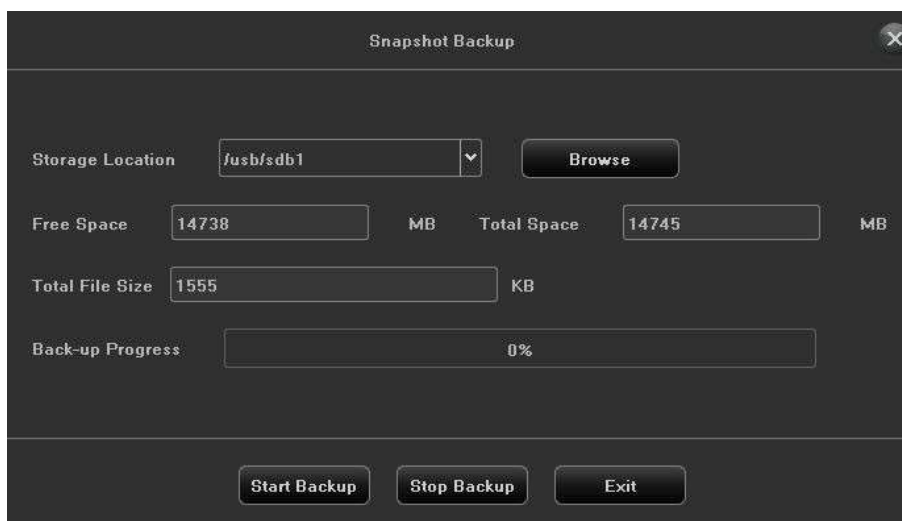 Snapshot Backup
Storage Location /usb/sdb1 Browse
Free Space 14738 MB Total Space 14745 MB
Total File Size 1555 KB
Back-up Progress 0%
Start Backup Stop Backup Exit